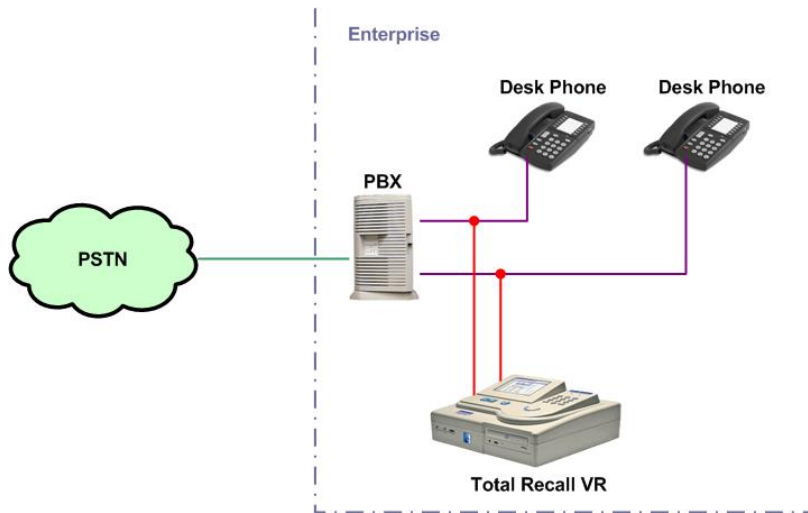 Enterprise
Desk Phone
Desk Phone
PBX
PSTN
Total Recall VR